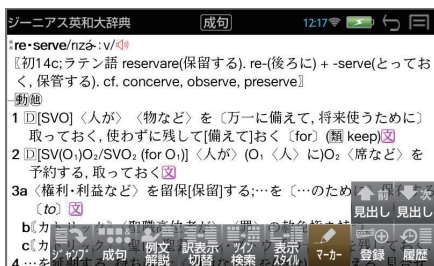 ジーニアス英和大辞典 成句 12:17
re•serve/nzə́ː v/
〖初14c;ラテン語 reservare(保留する). re-(後ろに) + -serve(とってお
く, 保管する). cf. conserve, observe, preserve〗
動他
1 D[SVO]〈人が〉〈物など〉を〔万一に備えて, 将来使うために〕
取っておく, 使わずに残して[備えて]おく〔for〕(類 keep)文
2 D[SV(O₁)O₂/SVO₂ (for O₁)]〈人が〉(O₁〈人〉に)O₂〈席など〉を
予約する, 取っておく文
3a〈権利・利益など〉を留保[保留]する;…を〔…のために
〔to〕文
前見出し 次見出し
ジャンプ 成句 例文解説 訳表示切替 ツイン検索 表示スタイル マーカー 登録 履歴